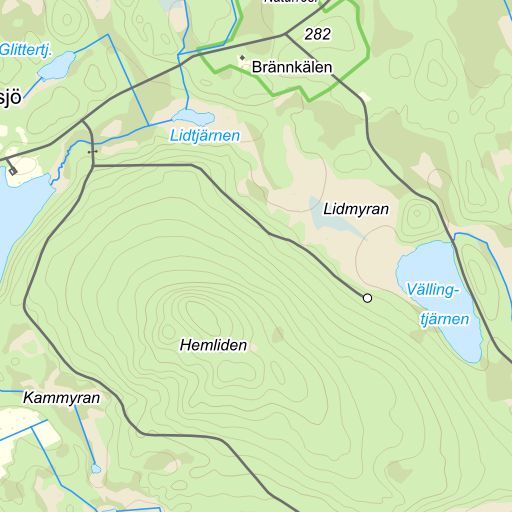 282
Glittertj.
Brännkälen
sjö
Lidtjärnen
Lidmyran
Välling-
tjärnen
Hemliden
Kammyran